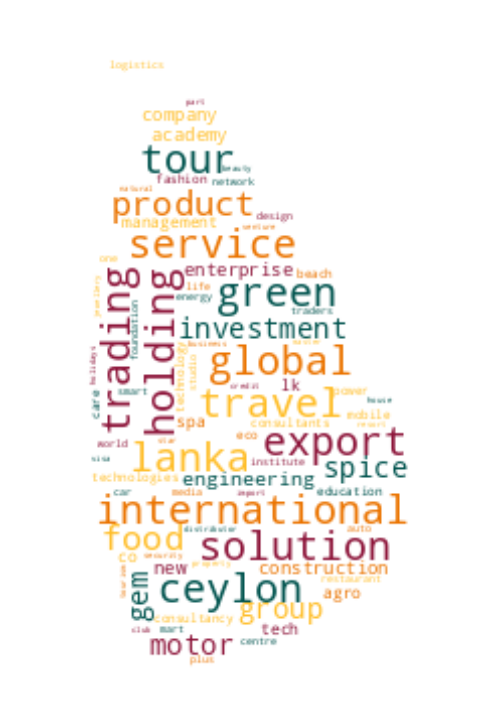 logistics
part
company
academy
tour
beauty
fashion network
natural
product
design
management
venture
service
one
enterprise beach
trading
holding
life
green
energy
jewellers
foundation
traders
investment
business
holidays
technology
studio
global
credit lk
care
smart
travel
power
house
mobile
resort
spa
consultants
eco
export
world
star
visa
lanka
institute
spice
technologies
engineering
car
media
import
education
international
distributor
auto
food
solution
co
security
property
new
construction
tourism
gem
ceylon
restaurant
agro
group
consultancy
club mart
tech
motor
centre
plus